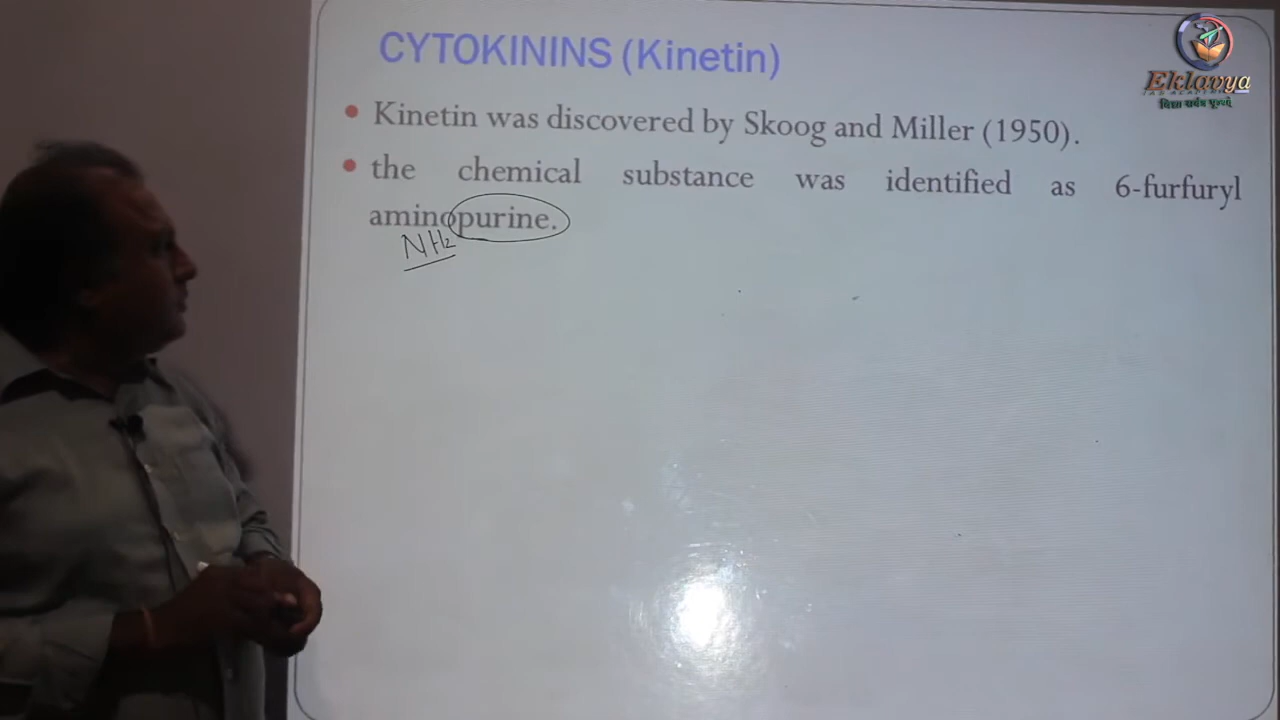 CYTOKININS (Kinetin)
Eklavya
• Kinetin was discovered by Skoog and Miller (1950).
• the chemical substance was identified as 6-furfuryl
aminopurine.
NH₂